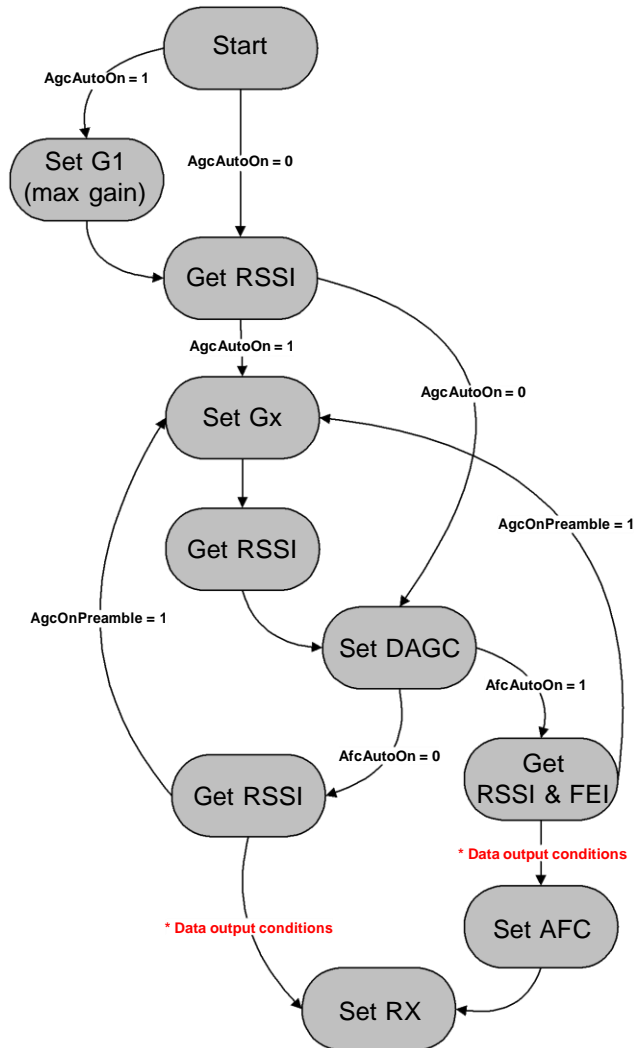 Start
AgcAutoOn = 1
AgcAutoOn = 0
Set G1
(max gain)
Get RSSI
AgcAutoOn = 1
AgcAutoOn = 0
Set Gx
AgcOnPreamble = 1
Get RSSI
AgcOnPreamble = 1
Set DAGC
AfcAutoOn = 1
AfcAutoOn = 0
Get
RSSI & FEI
Get RSSI
* Data output conditions
* Data output conditions
Set AFC
Set RX